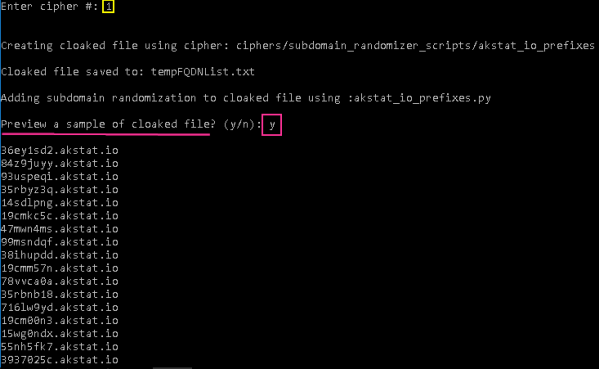 Enter cipher #: 1
Creating cloaked file using cipher: ciphers/subdomain_randomizer_scripts/akstat_io_prefixes
Cloaked file saved to: tempFQDNList.txt
Adding subdomain randomization to cloaked file using :akstat_io_prefixes.py
Preview a sample of cloaked file? (y/n): y
36ey1sd2.akstat.io
84z9juyy.akstat.io
93uspeqi.akstat.io
35rbyz3q.akstat.io
14sdlpng.akstat.io
19cmkc5c.akstat.io
47mwn4ms.akstat.io
99msndqf.akstat.io
38ihupdd.akstat.io
19cmm57n.akstat.io
78vvca0a.akstat.io
35rbnb18.akstat.io
716lw9yd.akstat.io
19cm00n3.akstat.io
15wg0ndx.akstat.io
55nh5fk7.akstat.io
3937025c.akstat.io